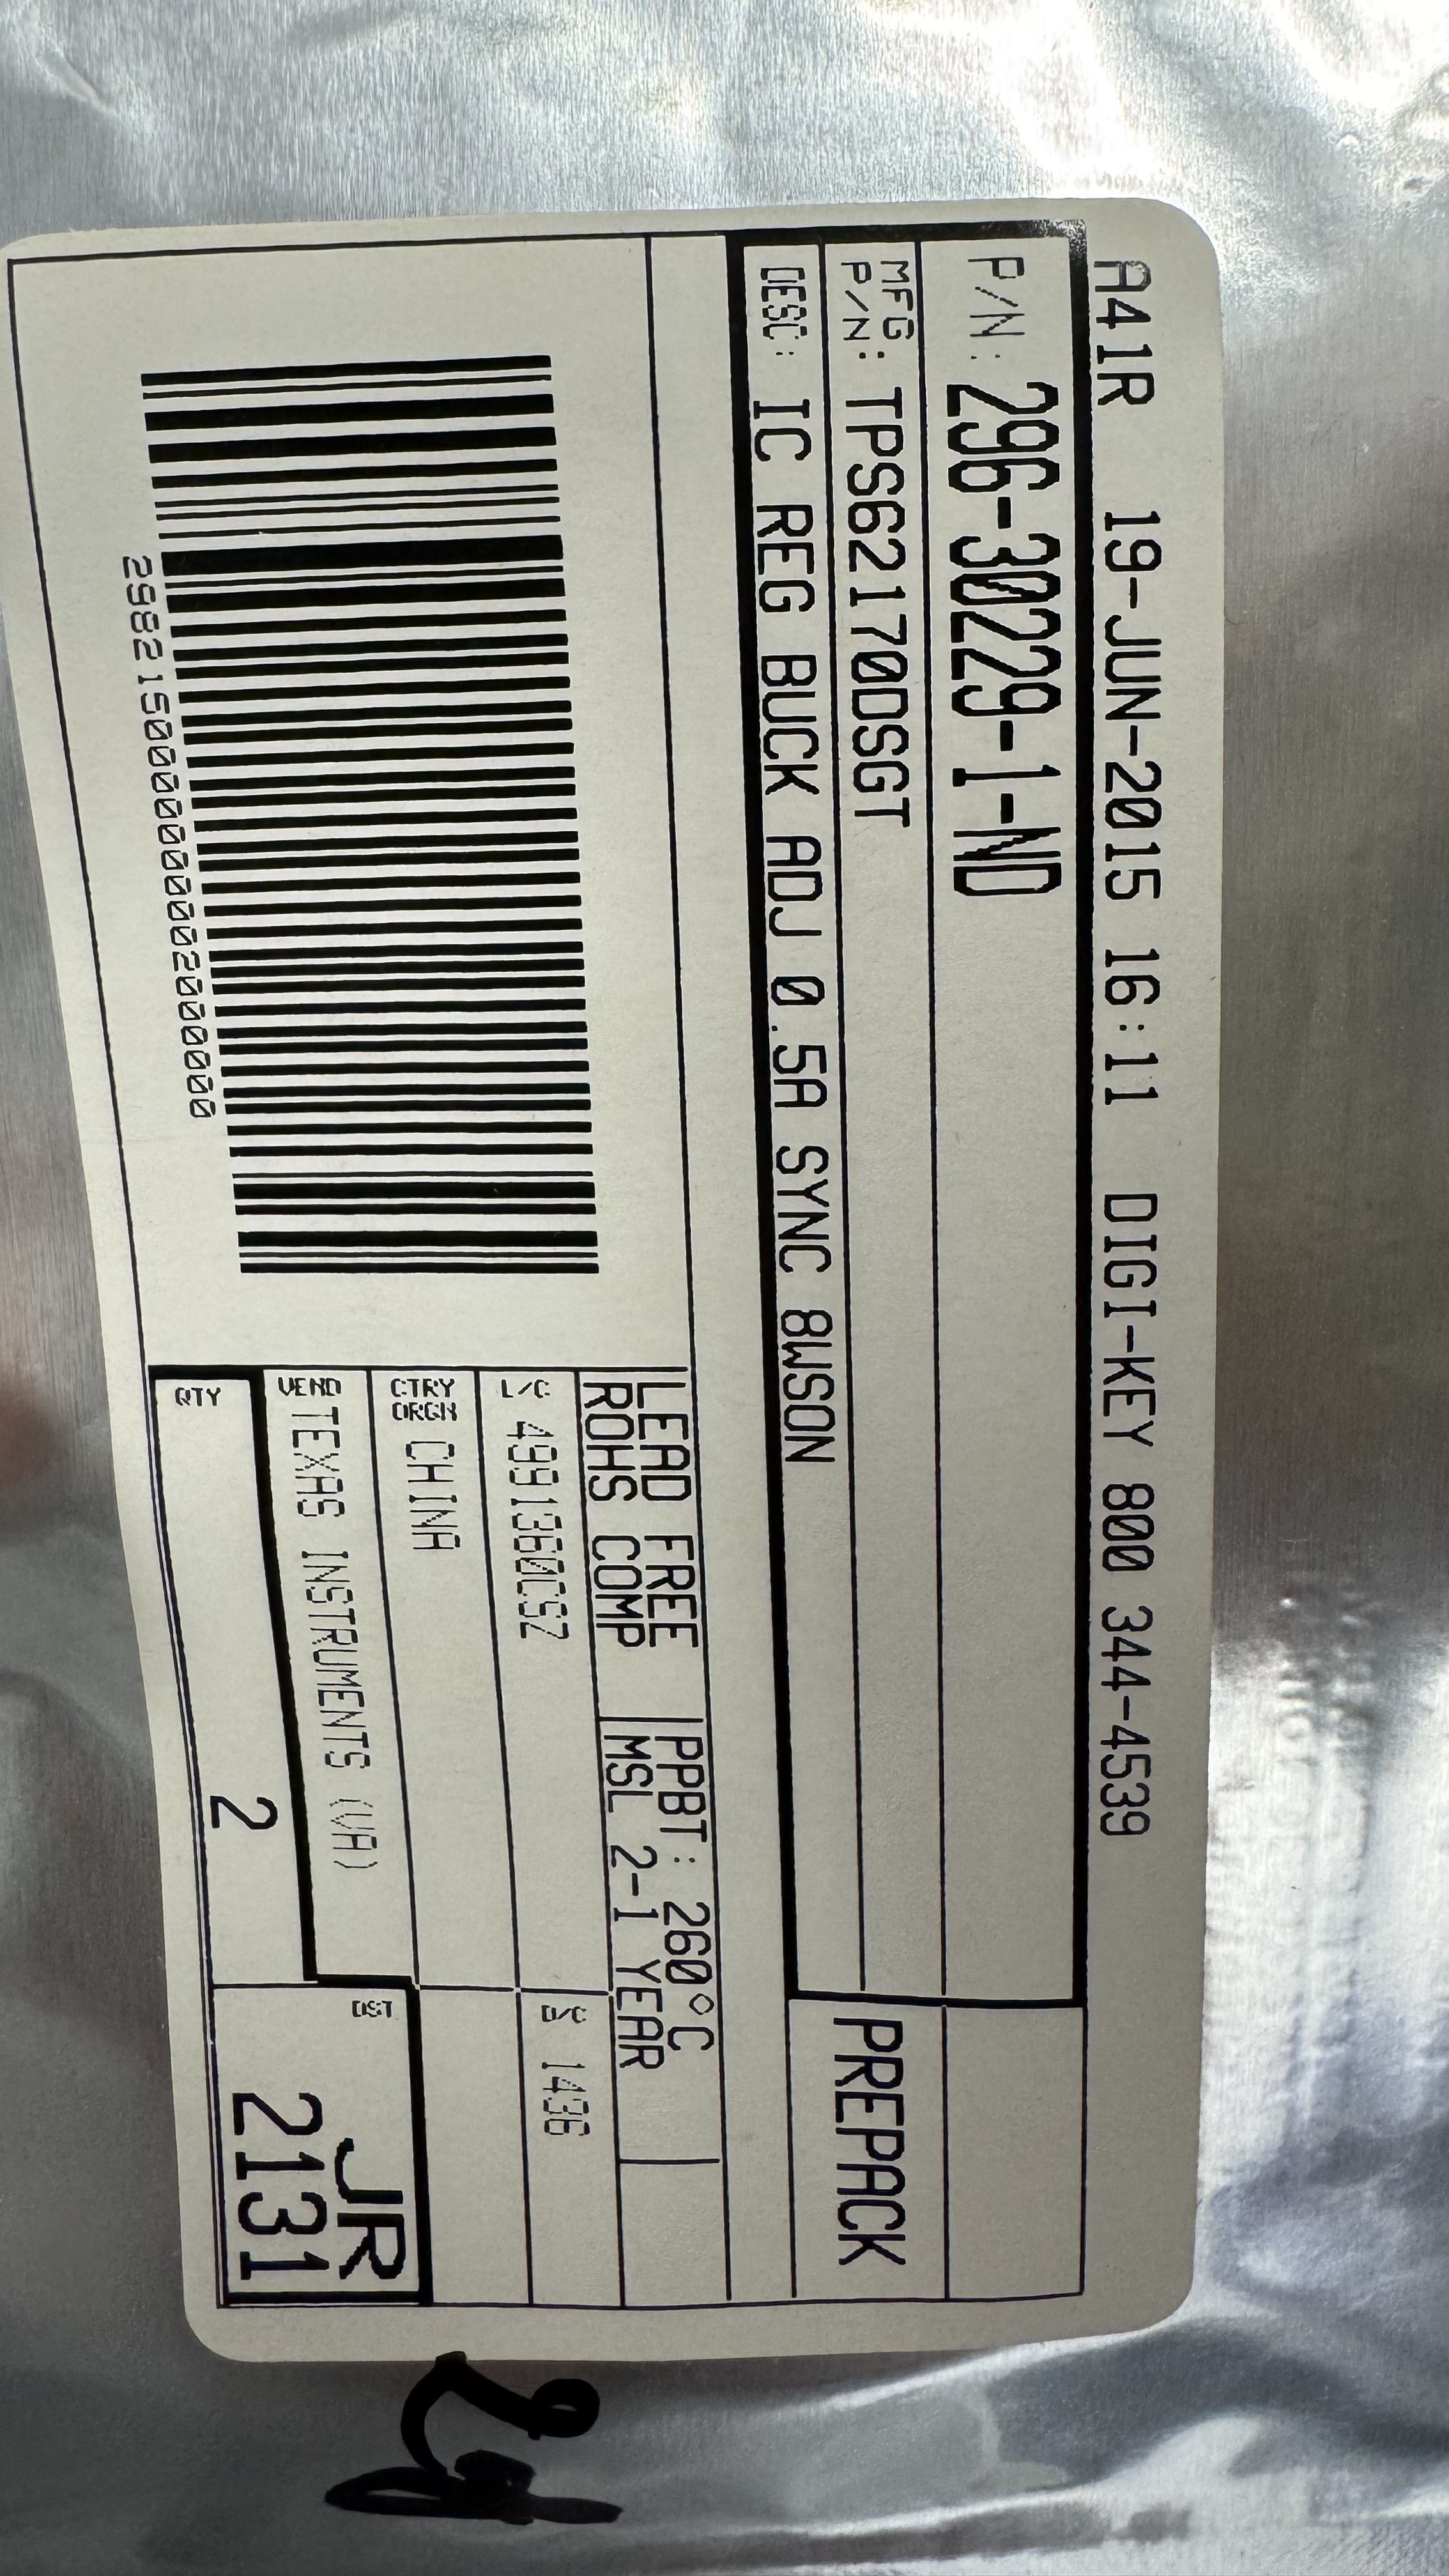 A41R 19-JUN-2015 16:11 DIGI-KEY 800 344-4539
P/N: 296-30229-1-ND
MFG P/N: TPS62170DSGT
PREPACK
DESC: IC REG BUCK ADJ 0.5A SYNC 8WSON
LEAD FREE
ROHS COMP
PPBT: 260°C
MSL 2-1 YEAR
L/C 4991360CSZ
D/C 1436
CTRY ORGN CHINA
VEND TEXAS INSTRUMENTS (VA)
QTY 2
DST JR
2131